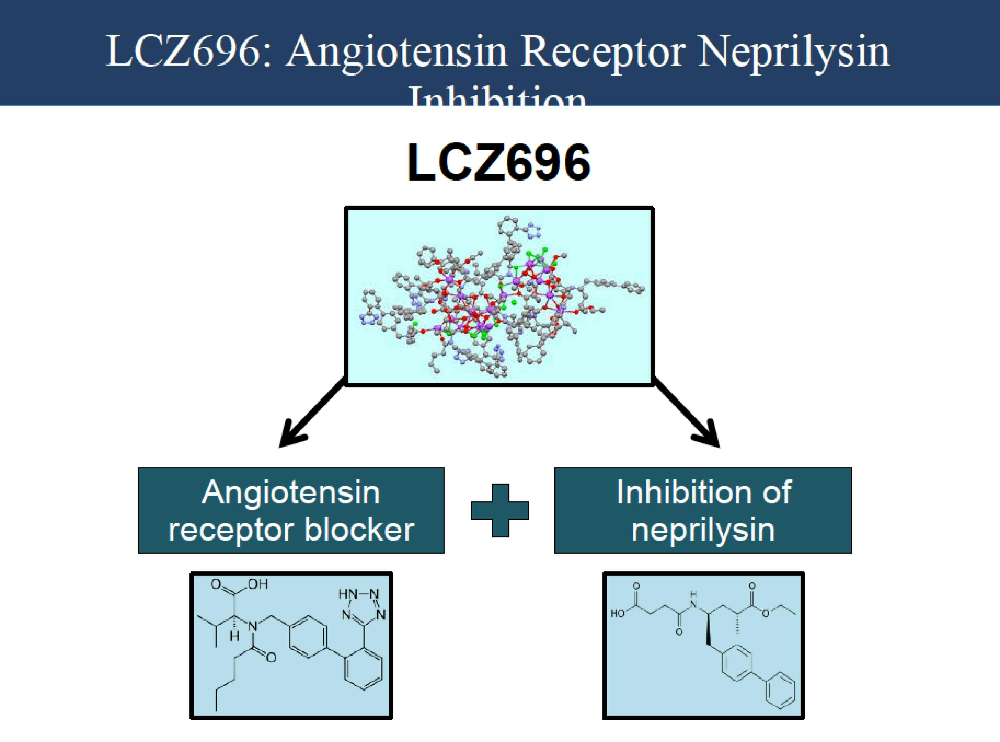 LCZ696: Angiotensin Receptor Neprilysin
Inhibition
LCZ696
Angiotensin
receptor blocker
Inhibition of
neprilysin
O
OH
HN
N
N
N
N
H
O
O
O
H
N
HO
O
O